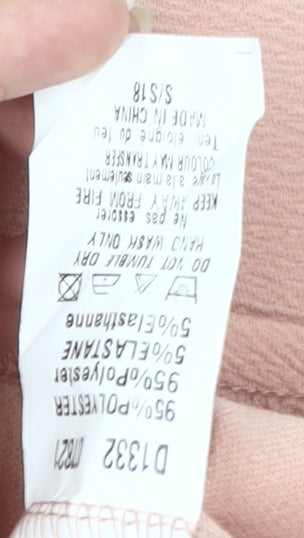 D1332
95%POLYESTER
95%Polyester
5%ELASTANE
5%Elasthanne
DO NOT TUMBLE DRY
HAND WASH ONLY
Ne pas essorer
KEEP AWAY FROM FIRE
Lavage a la main seulement
COLOUR MAY TRANSFER
Tenir éloigné du feu
MADE IN CHINA
S/S18